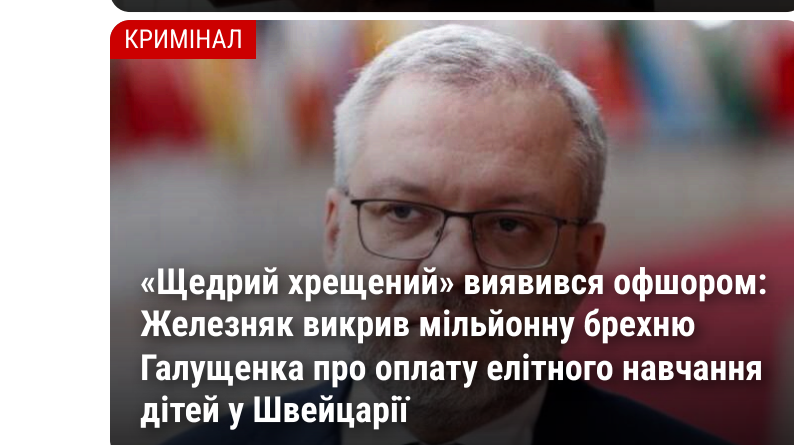 КРИМІНАЛ
«Щедрий хрещений» виявився офшором:
Железняк викрив мільйонну брехню
Галущенка про оплату елітного навчання
дітей у Швейцарії